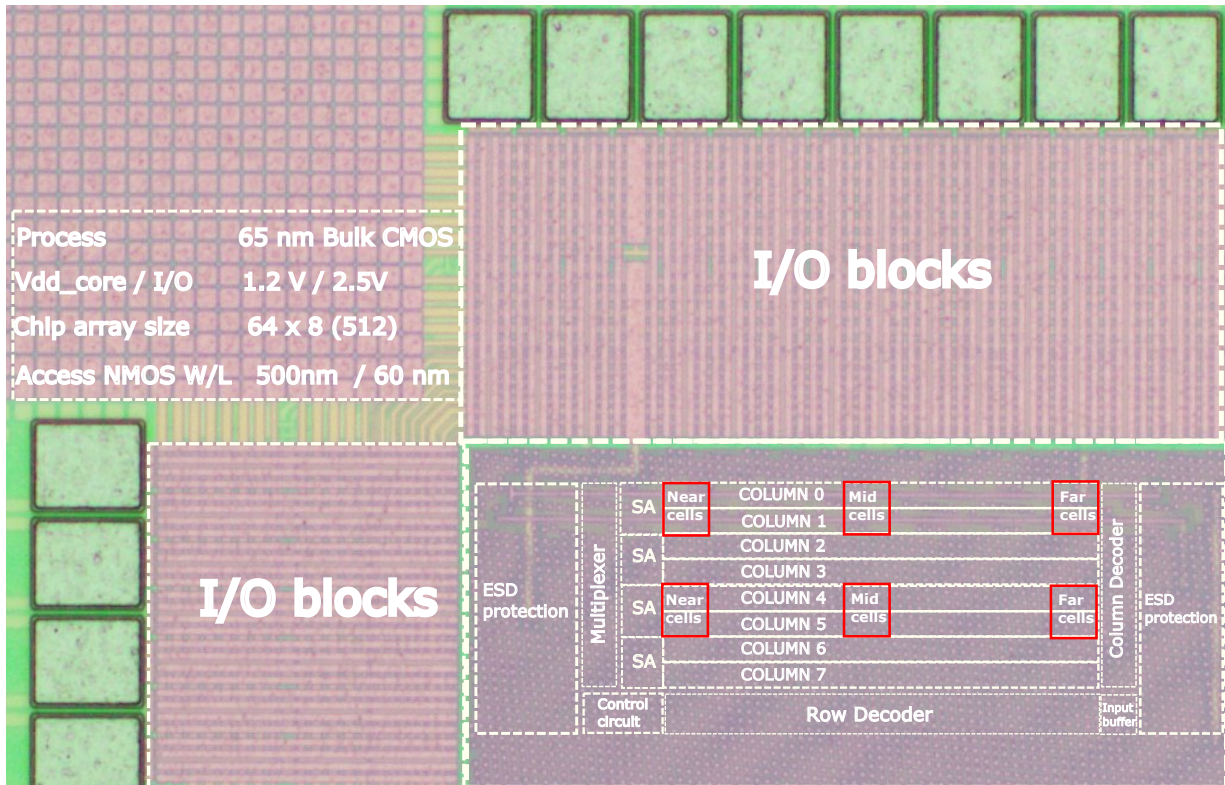 Process 65 nm Bulk CMOS
Vdd_core / I/O 1.2 V / 2.5V
Chip array size 64 x 8 (512)
Access NMOS W/L 500nm / 60 nm
I/O blocks
I/O blocks
ESD
protection
Multiplexer
SA
SA
SA
SA
Near
cells
COLUMN 0
COLUMN 1
Mid
cells
Far
cells
COLUMN 2
COLUMN 3
Near
cells
COLUMN 4
COLUMN 5
Mid
cells
Far
cells
COLUMN 6
COLUMN 7
Column Decoder
ESD
protection
Control
circuit
Row Decoder
Input
buffer